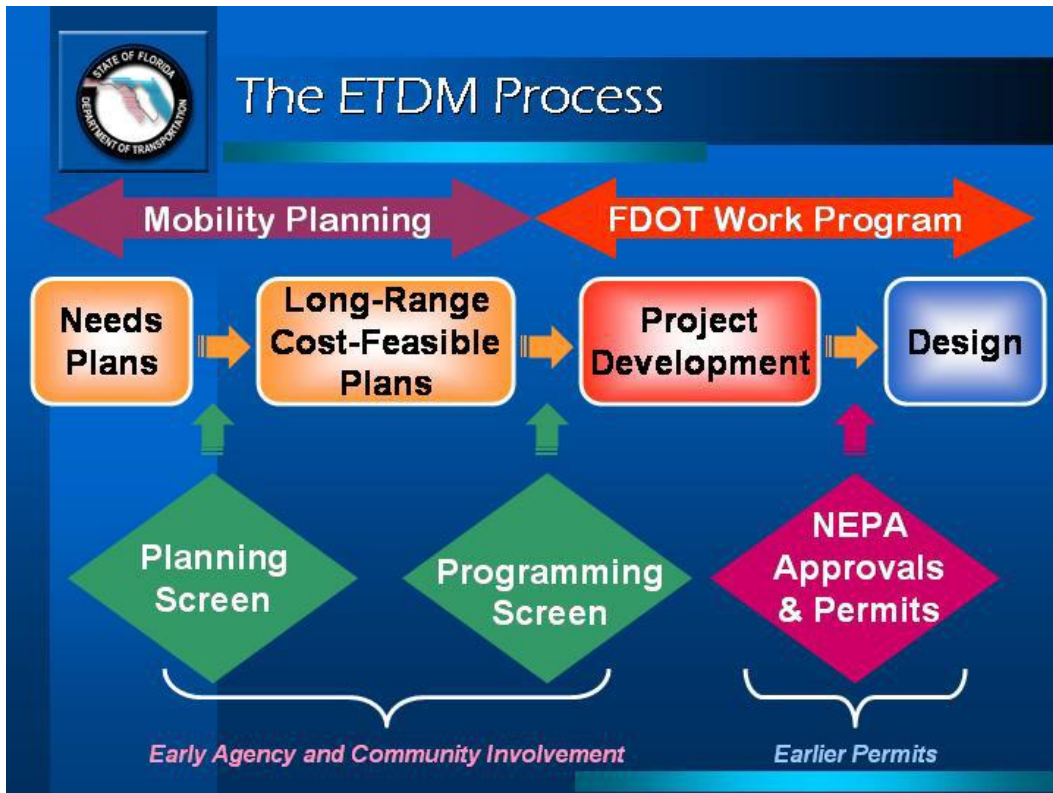 STATE OF FLORIDA
DEPARTMENT OF TRANSPORTATION
The ETDM Process
Mobility Planning
FDOT Work Program
Needs
Plans
Long-Range
Cost-Feasible
Plans
Project
Development
Design
Planning
Screen
Programming
Screen
NEPA
Approvals
& Permits
Early Agency and Community Involvement
Earlier Permits